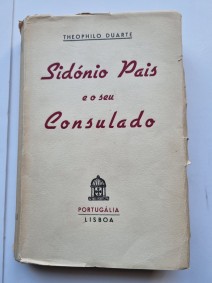 THEOPHILO DUARTE
Sidónio Pais
e o seu
Consulado
PORTUGÁLIA
LISBOA